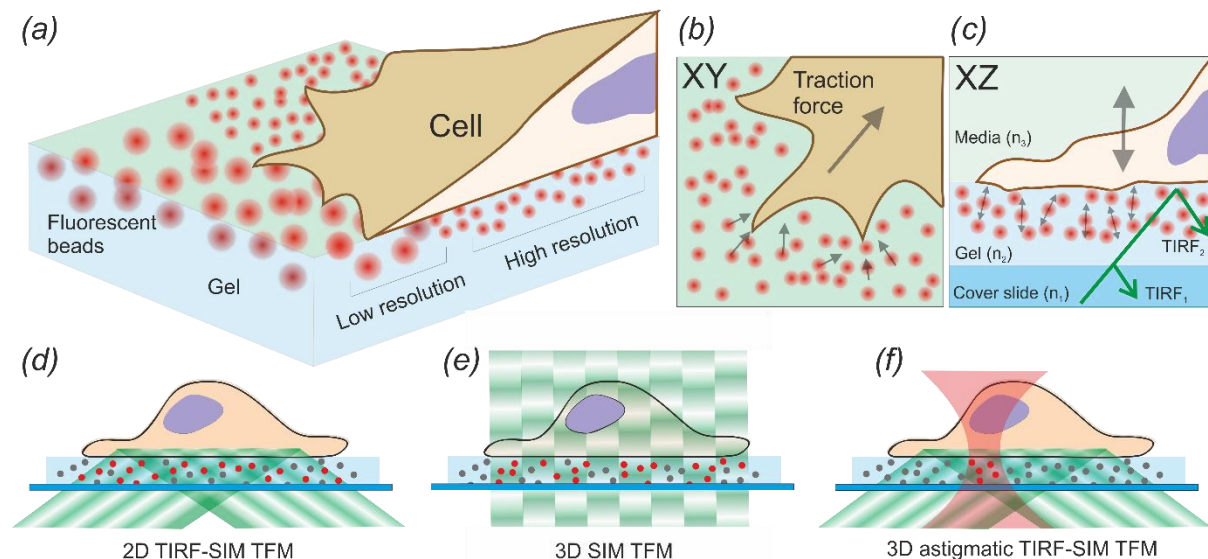 (a)
Cell
Fluorescent
beads
Gel
Low resolution
High resolution
(b)
XY
Traction
force
(c)
XZ
Media (n₃)
Gel (n₂)
Cover slide (n₁)
TIRF₂
TIRF₁
(d)
2D TIRF-SIM TFM
(e)
3D SIM TFM
(f)
3D astigmatic TIRF-SIM TFM